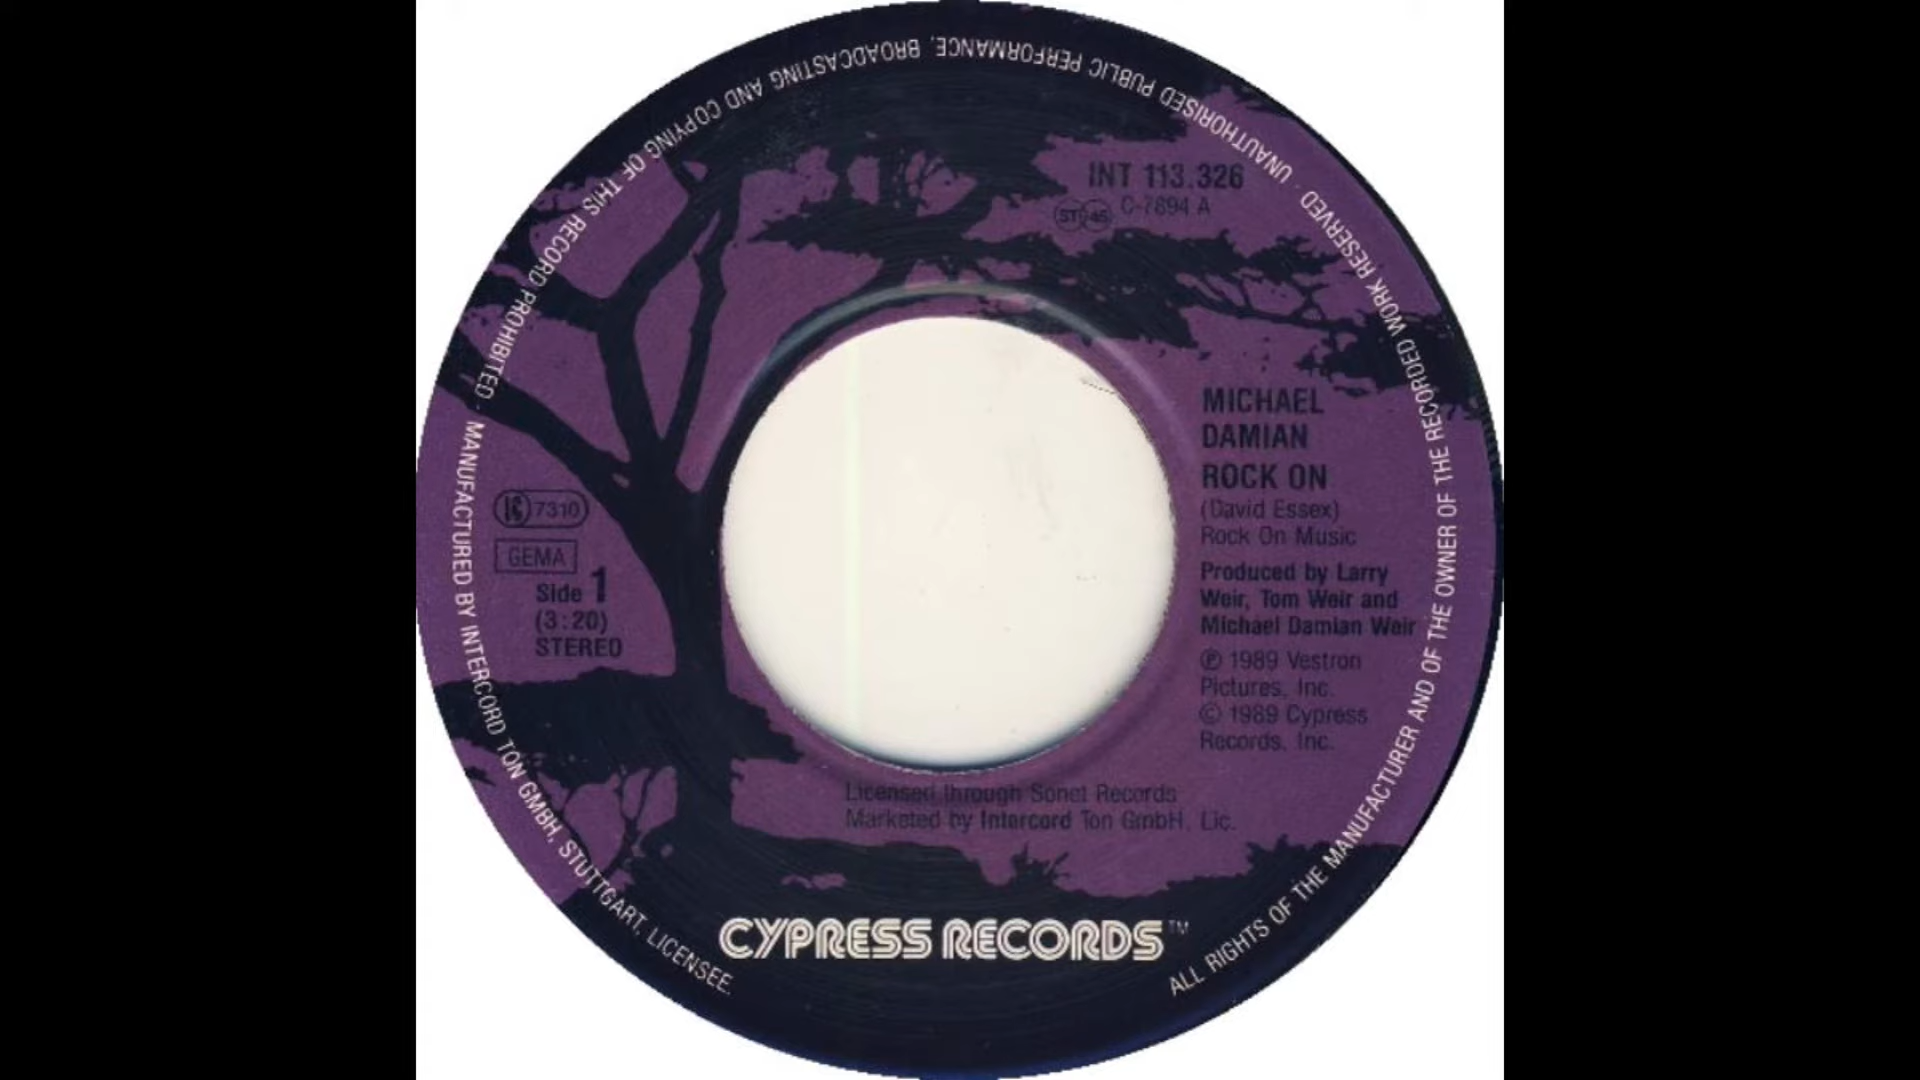 ALL RIGHTS OF THE MANUFACTURER AND OF THE OWNER OF THE RECORDED WORK RESERVED · UNAUTHORISED PUBLIC PERFORMANCE, BROADCASTING AND COPYING OF THIS RECORD PROHIBITED - MANUFACTURED BY INTERCORD TON GMBH, STUTTGART, LICENSEE.
INT 113.326
ST 45 C-7894 A
MICHAEL
DAMIAN
ROCK ON
(David Essex)
Rock On Music
Produced by Larry
Weir, Tom Weir and
Michael Damian Weir
℗ 1989 Vestron
Pictures, Inc.
© 1989 Cypress
Records, Inc.
LC 7310
GEMA
Side 1
(3:20)
STEREO
Licensed through Sonet Records
Marketed by Intercord Ton GmbH, Lic.
CYPRESS RECORDS™